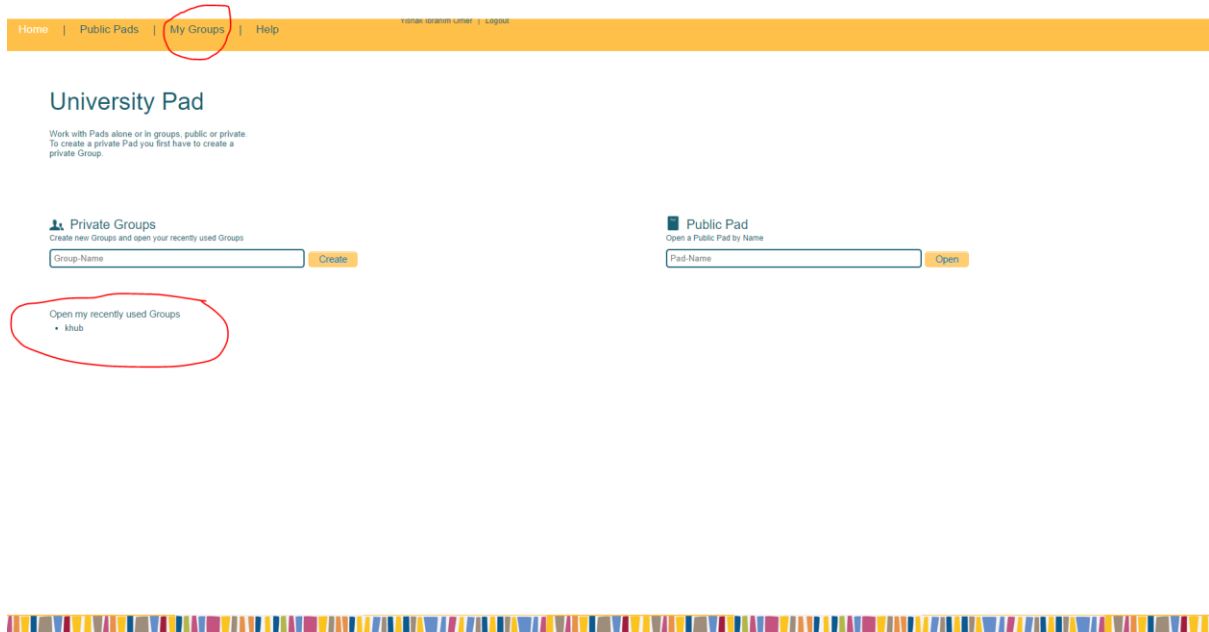 Yishak Ibrahim Omer | Logout
Home | Public Pads | My Groups | Help
University Pad
Work with Pads alone or in groups, public or private.
To create a private Pad you first have to create a
private Group.
Private Groups
Create new Groups and open your recently used Groups
Group-Name
Create
Public Pad
Open a Public Pad by Name
Pad-Name
Open
Open my recently used Groups
• khub